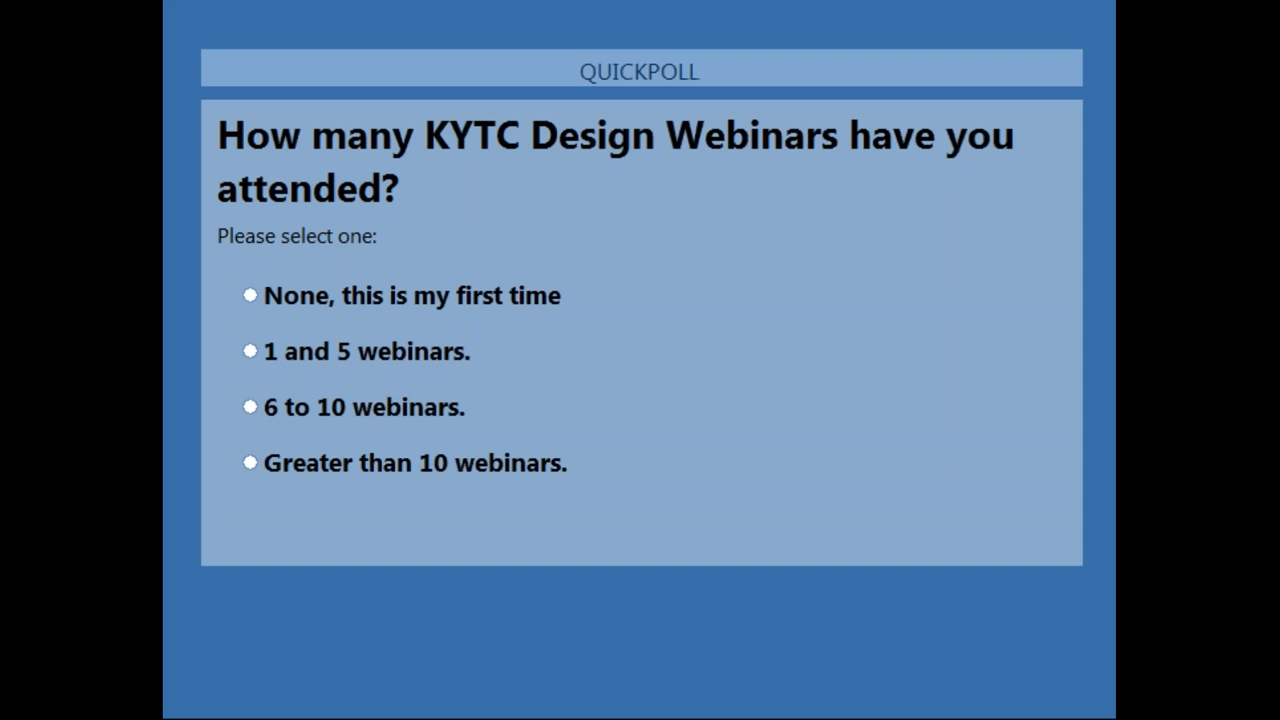 QUICKPOLL
How many KYTC Design Webinars have you
attended?
Please select one:
None, this is my first time
1 and 5 webinars.
6 to 10 webinars.
Greater than 10 webinars.